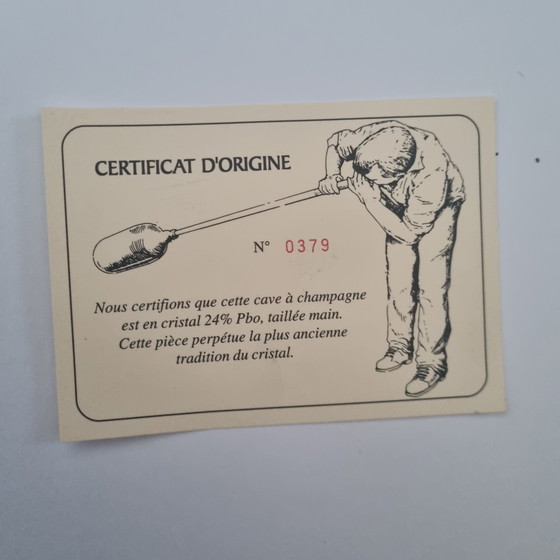 CERTIFICAT D'ORIGINE
N° 0379
Nous certifions que cette cave à champagne
est en cristal 24% Pbo, taillée main.
Cette pièce perpétue la plus ancienne
tradition du cristal.